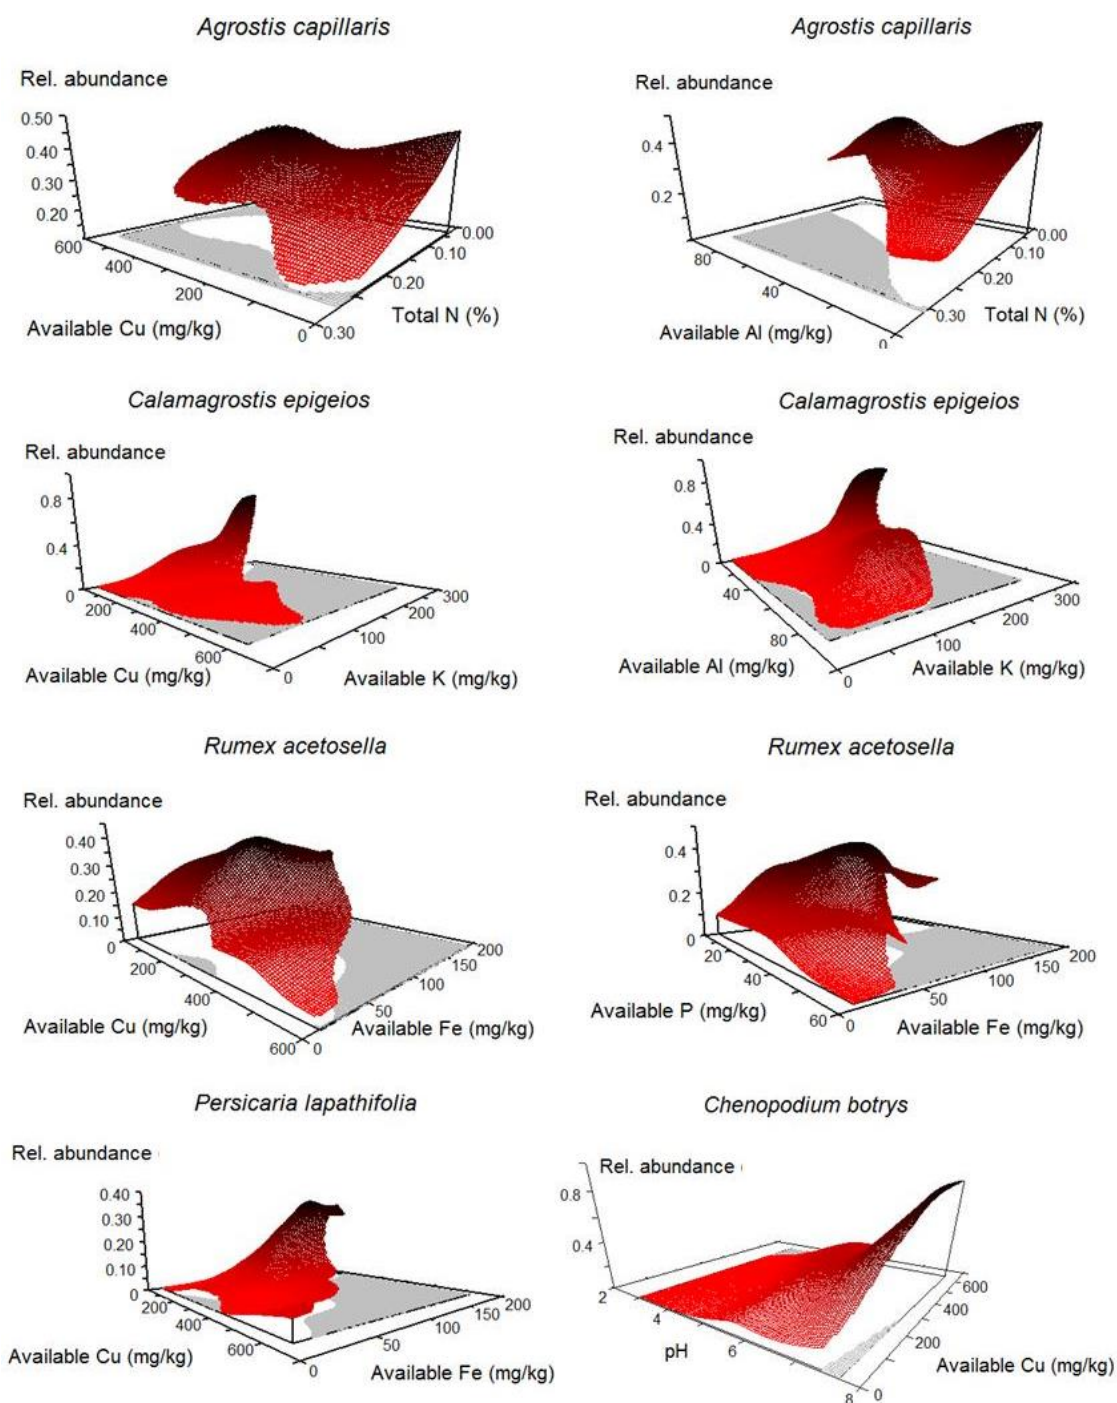 Agrostis capillaris
Rel. abundance
0.50
0.40
0.30
0.20
600
400
200
0
0.00
0.10
0.20
0.30
Available Cu (mg/kg)
Total N (%)
Agrostis capillaris
Rel. abundance
0.4
0.2
80
40
0
0.00
0.10
0.20
0.30
Available Al (mg/kg)
Total N (%)
Calamagrostis epigeios
Rel. abundance
0.8
0.4
0
200
400
600
0
100
200
300
Available Cu (mg/kg)
Available K (mg/kg)
Calamagrostis epigeios
Rel. abundance
0.8
0.4
0
40
80
0
100
200
300
Available Al (mg/kg)
Available K (mg/kg)
Rumex acetosella
Rel. abundance
0.40
0.30
0.20
0.10
0
200
400
600
0
50
100
150
200
Available Cu (mg/kg)
Available Fe (mg/kg)
Rumex acetosella
Rel. abundance
0.4
0.2
0
20
40
60
0
50
100
150
200
Available P (mg/kg)
Available Fe (mg/kg)
Persicaria lapathifolia
Rel. abundance
0.40
0.30
0.20
0.10
0
200
400
600
0
50
100
150
200
Available Cu (mg/kg)
Available Fe (mg/kg)
Chenopodium botrys
Rel. abundance
0.8
0.4
2
4
6
8
0
200
400
600
pH
Available Cu (mg/kg)